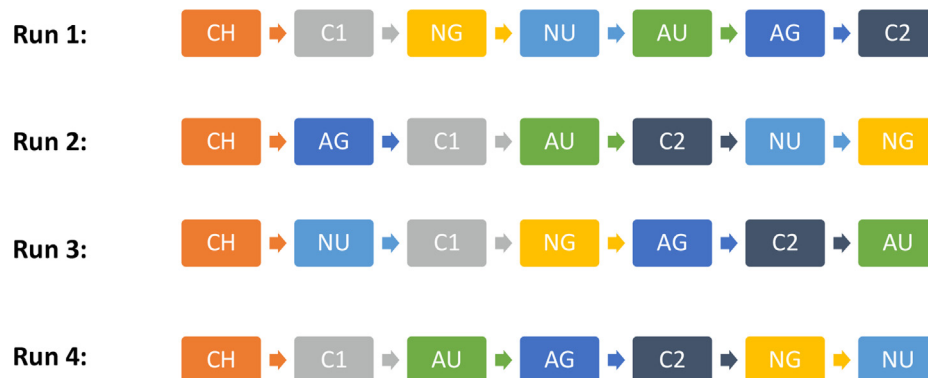 Run 1: CH C1 NG NU AU AG C2
Run 2: CH AG C1 AU C2 NU NG
Run 3: CH NU C1 NG AG C2 AU
Run 4: CH C1 AU AG C2 NG NU